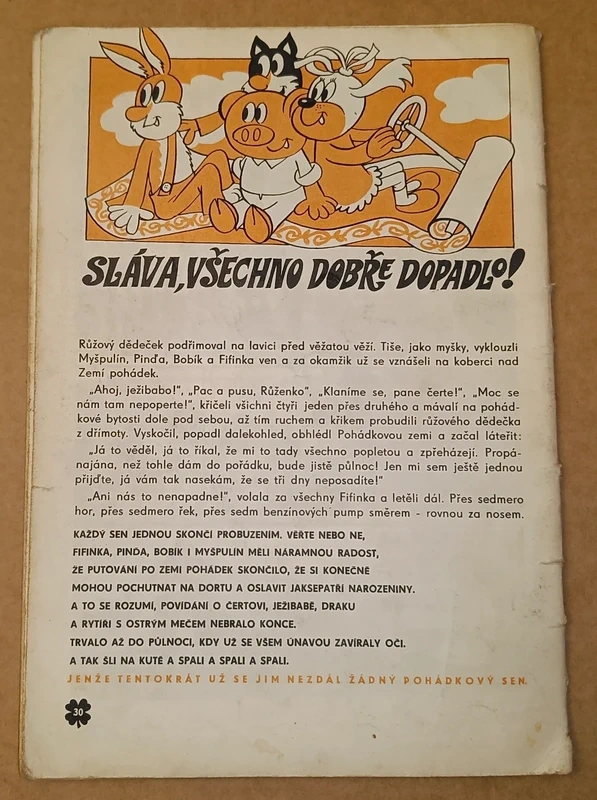 SLÁVA, VŠECHNO DOBŘE DOPADLO!
Růžový dědeček podřimoval na lavici před věžatou věží. Tiše, jako myšky, vyklouzli
Myšpulín, Pinďa, Bobík a Fifinka ven a za okamžik už se vznášeli na koberci nad
Zemí pohádek.
„Ahoj, ježibabo!", „Pac a pusu, Růženko", „Klaníme se, pane čerte!", „Moc se
nám tam nepoperte!", křičeli všichni čtyři jeden přes druhého a mávali na pohád-
kové bytosti dole pod sebou, až tím ruchem a křikem probudili růžového dědečka
z dřímoty. Vyskočil, popadl dalekohled, obhlédl Pohádkovou zemi a začal láteřit:
„Já to věděl, já to říkal, že mi to tady všechno popletou a zpřeházejí. Propá-
najána, než tohle dám do pořádku, bude jistě půlnoc! Jen mi sem ještě jednou
přijďte, já vám tak nasekám, že se tři dny neposadíte!"
„Ani nás to nenapadne!", volala za všechny Fifinka a letěli dál. Přes sedmero
hor, přes sedmero řek, přes sedm benzínových pump směrem - rovnou za nosem.
KAŽDÝ SEN JEDNOU SKONČÍ PROBUZENÍM. VĚŘTE NEBO NE,
FIFINKA, PINĎA, BOBÍK I MYŠPULÍN MĚLI NÁRAMNOU RADOST,
ŽE PUTOVÁNÍ PO ZEMI POHÁDEK SKONČILO, ŽE SI KONEČNĚ
MOHOU POCHUTNAT NA DORTU A OSLAVIT JAKSEPATŘÍ NAROZENINY.
A TO SE ROZUMÍ, POVÍDÁNÍ O ČERTOVI, JEŽIBABĚ, DRAKU
A RYTÍŘI S OSTRÝM MEČEM NEBRALO KONCE.
TRVALO AŽ DO PŮLNOCI, KDY UŽ SE VŠEM ÚNAVOU ZAVÍRALY OČI.
A TAK ŠLI NA KUTĚ A SPALI A SPALI A SPALI.
JENŽE TENTOKRÁT UŽ SE JIM NEZDÁL ŽÁDNÝ POHÁDKOVÝ SEN.
30